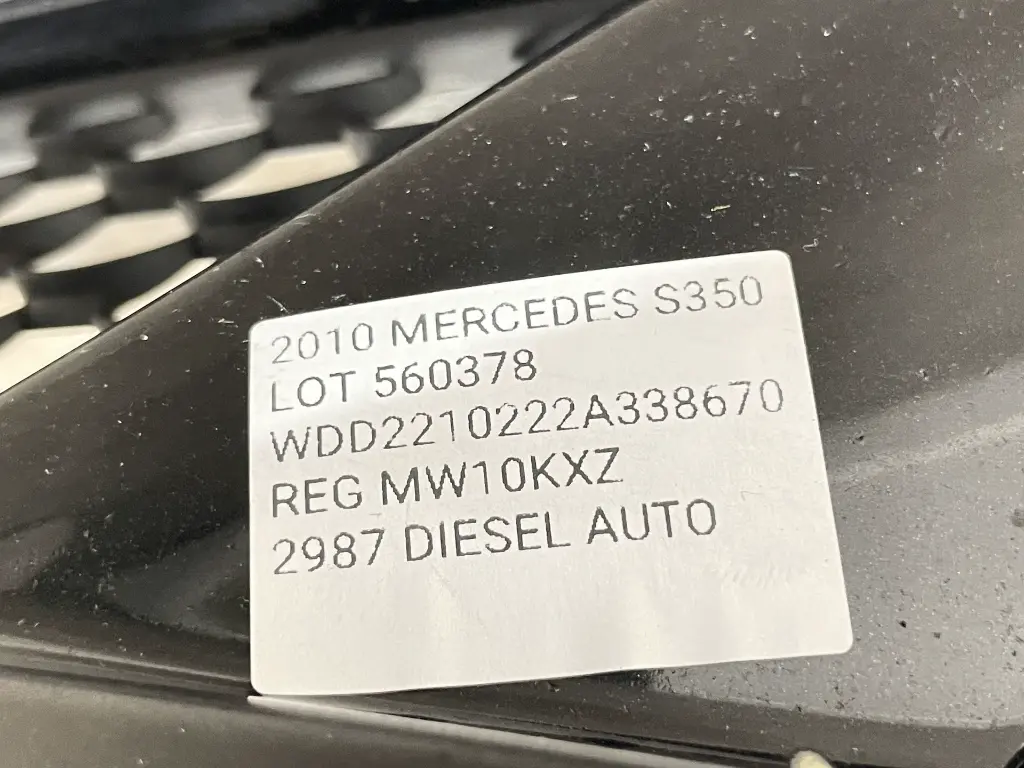 2010 MERCEDES S350
LOT 560378
WDD2210222A338670
REG MW10KXZ
2987 DIESEL AUTO